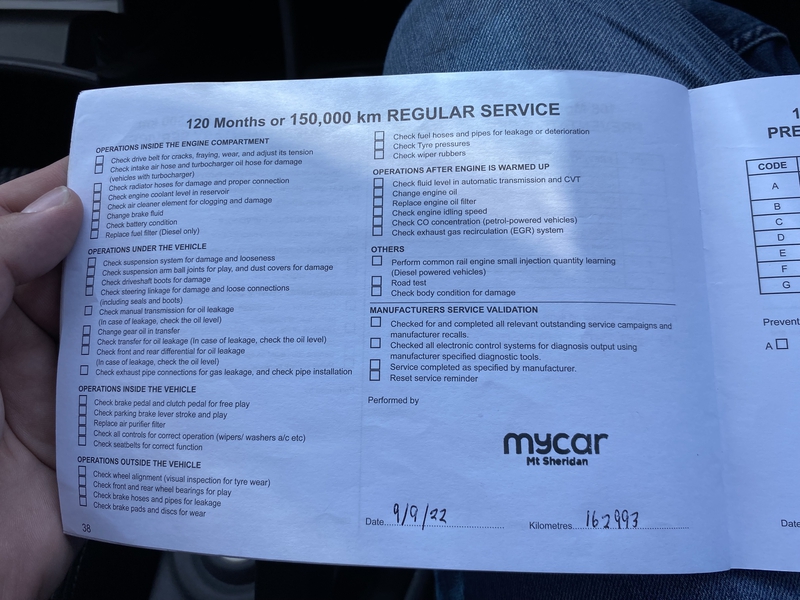 120 Months or 150,000 km REGULAR SERVICE
OPERATIONS INSIDE THE ENGINE COMPARTMENT
Check drive belt for cracks, fraying, wear, and adjust its tension
Check intake air hose and turbocharger oil hose for damage
(vehicles with turbocharger)
Check radiator hoses for damage and proper connection
Check engine coolant level in reservoir
Check air cleaner element for clogging and damage
Change brake fluid
Check battery condition
Replace fuel filter (Diesel only)
OPERATIONS UNDER THE VEHICLE
Check suspension system for damage and looseness
Check suspension arm ball joints for play, and dust covers for damage
Check driveshaft boots for damage
Check steering linkage for damage and loose connections
(including seals and boots)
Check manual transmission for oil leakage
(In case of leakage, check the oil level)
Change gear oil in transfer
Check transfer for oil leakage (In case of leakage, check the oil level)
Check front and rear differential for oil leakage
(In case of leakage, check the oil level)
Check exhaust pipe connections for gas leakage, and check pipe installation
OPERATIONS INSIDE THE VEHICLE
Check brake pedal and clutch pedal for free play
Check parking brake lever stroke and play
Replace air purifier filter
Check all controls for correct operation (wipers/ washers a/c etc)
Check seatbelts for correct function
OPERATIONS OUTSIDE THE VEHICLE
Check wheel alignment (visual inspection for tyre wear)
Check front and rear wheel bearings for play
Check brake hoses and pipes for leakage
Check brake pads and discs for wear
38
Check fuel hoses and pipes for leakage or deterioration
Check Tyre pressures
Check wiper rubbers
OPERATIONS AFTER ENGINE IS WARMED UP
Check fluid level in automatic transmission and CVT
Change engine oil
Replace engine oil filter
Check engine idling speed
Check CO concentration (petrol-powered vehicles)
Check exhaust gas recirculation (EGR) system
OTHERS
Perform common rail engine small injection quantity learning
(Diesel powered vehicles)
Road test
Check body condition for damage
MANUFACTURERS SERVICE VALIDATION
Checked for and completed all relevant outstanding service campaigns and
manufacturer recalls.
Checked all electronic control systems for diagnosis output using
manufacturer specified diagnostic tools.
Service completed as specified by manufacturer.
Reset service reminder
Performed by
mycar
Mt Sheridan
Date 9/9/22 Kilometres 162993
1
PRE
CODE
A
B
C
D
E
F
G
Prevent
A
Date